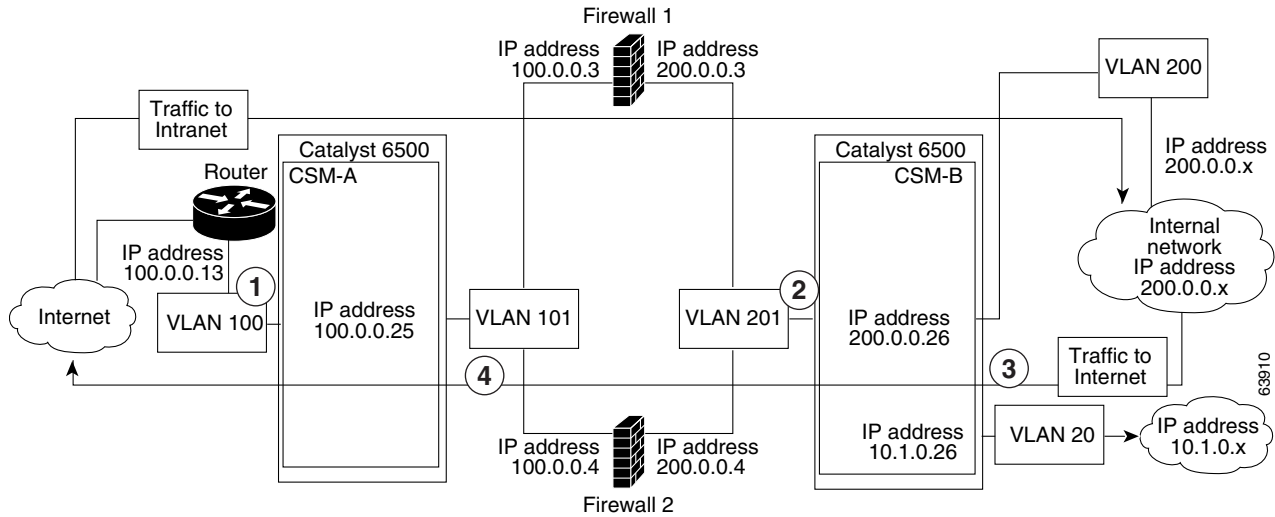 Firewall 1
IP address
100.0.0.3
IP address
200.0.0.3
VLAN 200
Traffic to
Intranet
IP address
200.0.0.x
Catalyst 6500
CSM-A
Catalyst 6500
CSM-B
Router
IP address
100.0.0.13
Internal
network
IP address
200.0.0.x
1
2
Internet
VLAN 100
IP address
100.0.0.25
VLAN 101
VLAN 201
IP address
200.0.0.26
4
3
Traffic to
Internet
63910
IP address
100.0.0.4
IP address
200.0.0.4
IP address
10.1.0.26
VLAN 20
IP address
10.1.0.x
Firewall 2